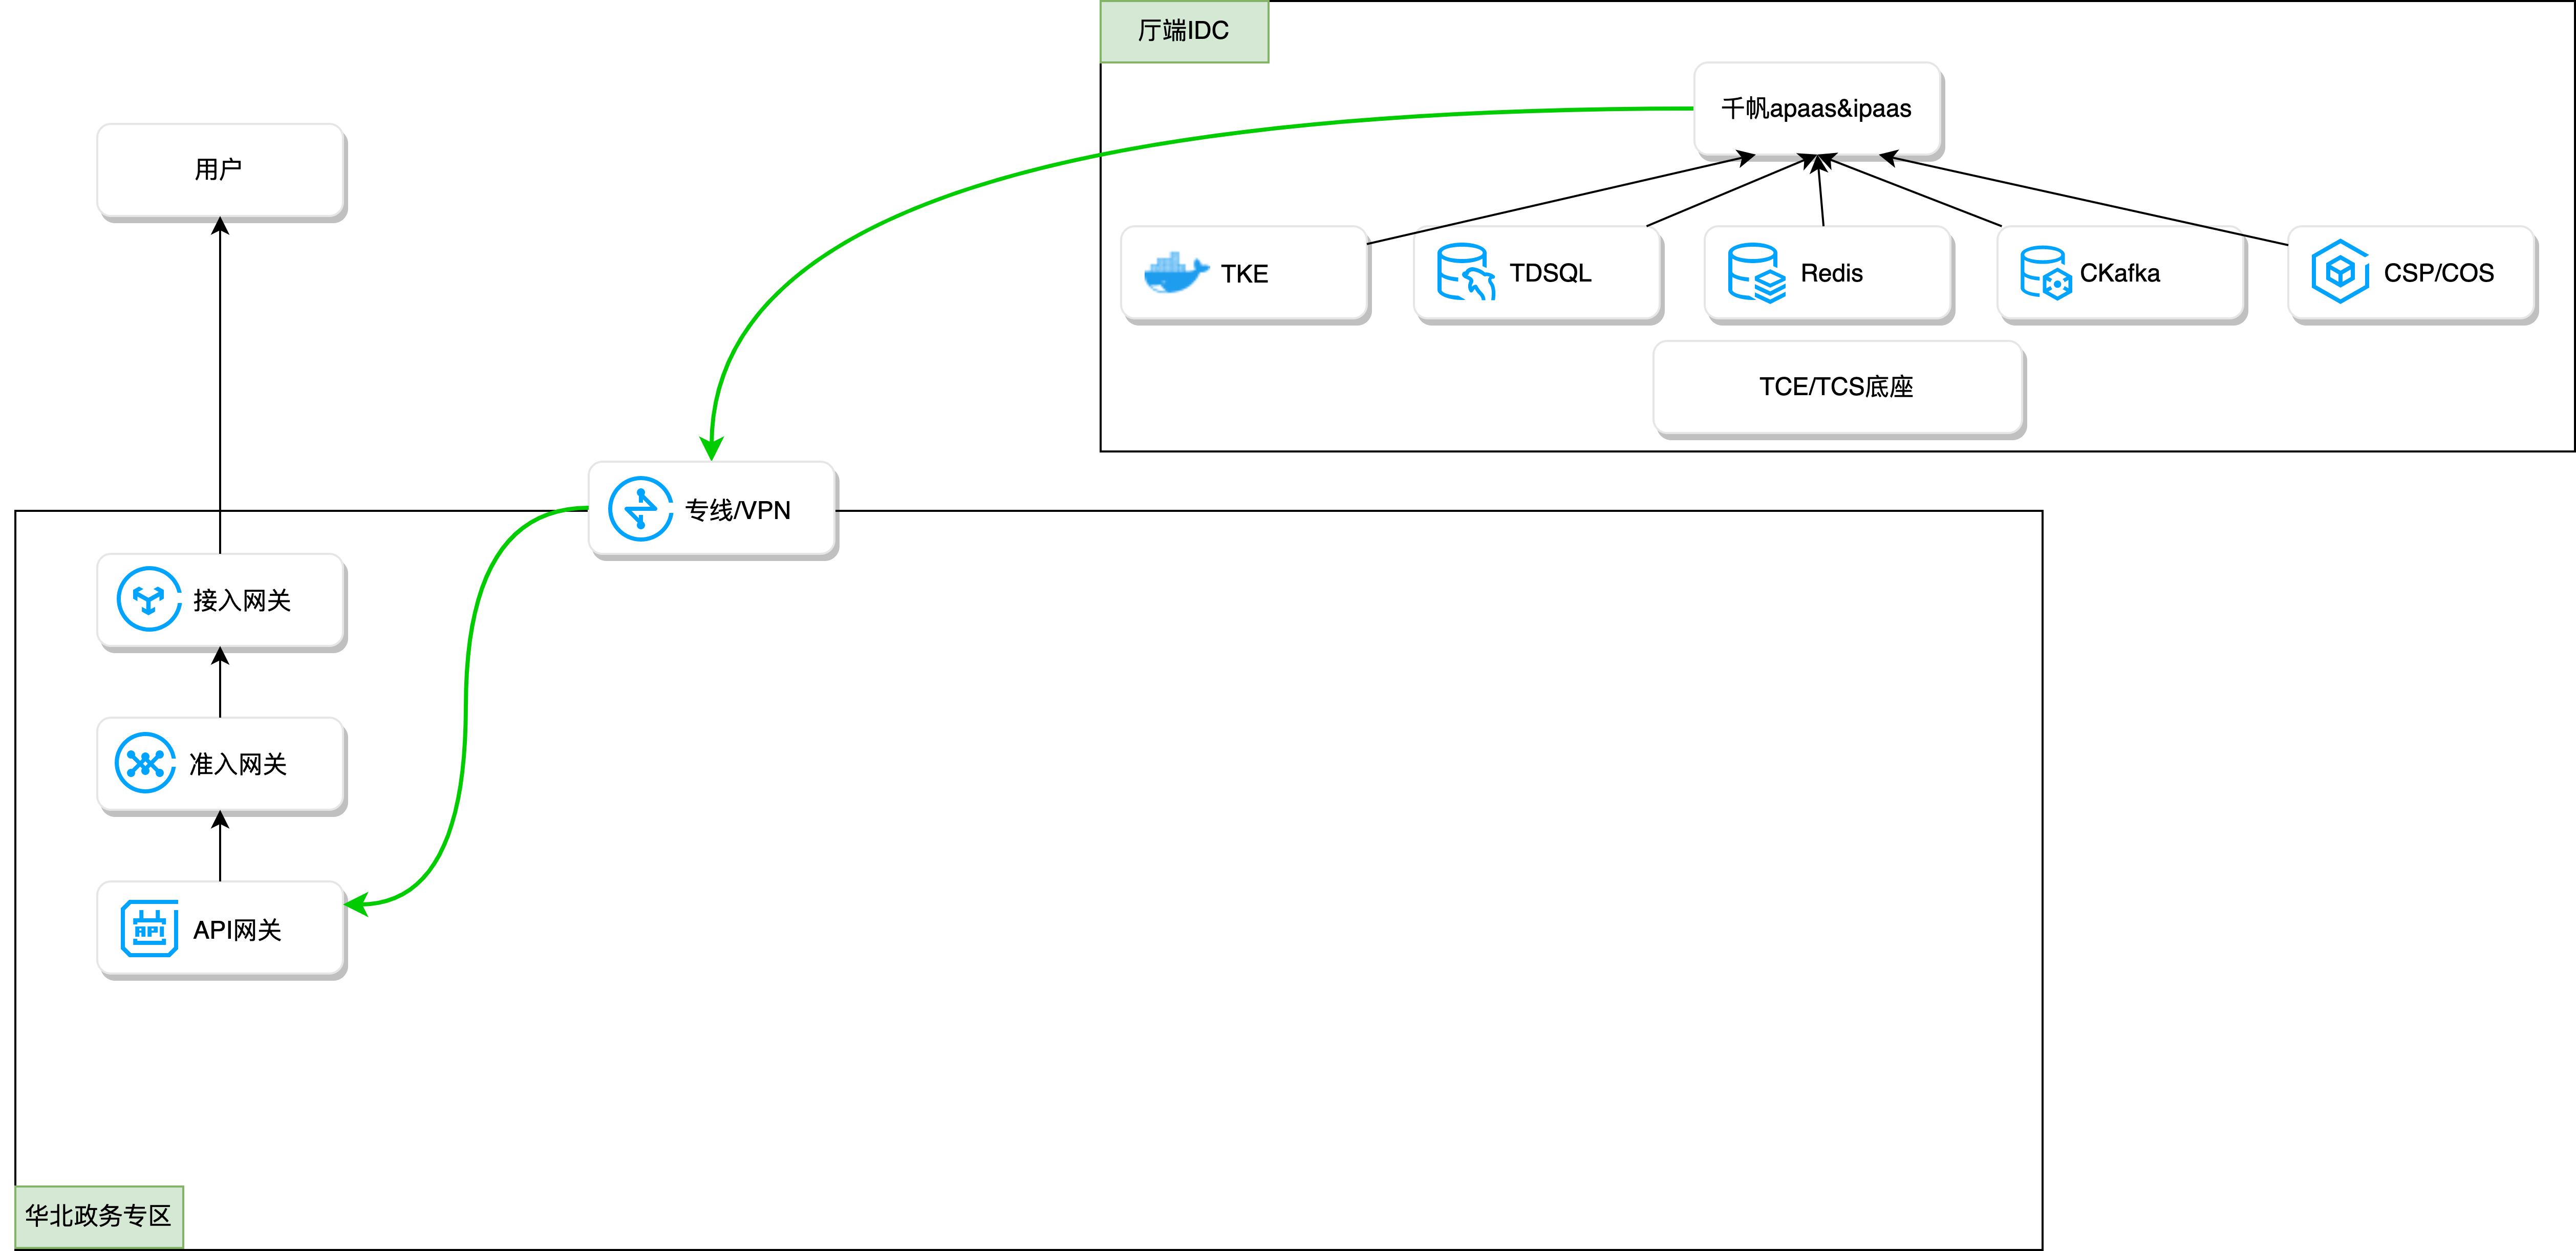 厅端IDC
千帆apaas&ipaas
用户
TKE
TDSQL
Redis
CKafka
CSP/COS
TCE/TCS底座
专线/VPN
接入网关
准入网关
API
API网关
华北政务专区